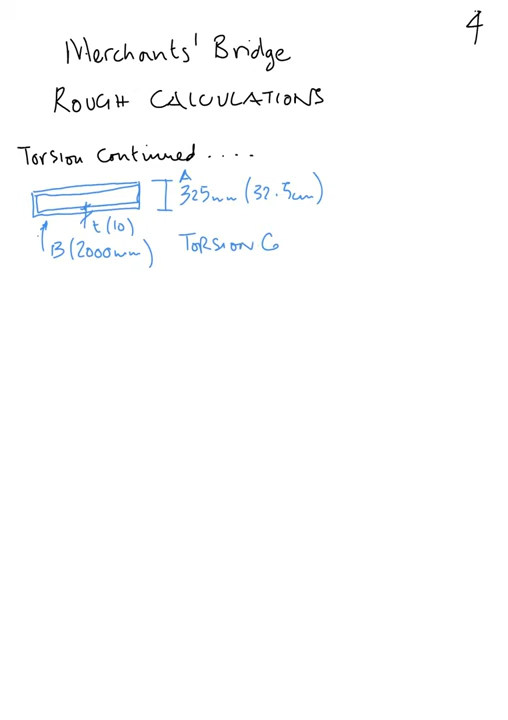 4
Merchants' Bridge
ROUGH CALCULATIONS
Torsion Continued ....
A
325mm (32.5cm)
t (10)
B (2000mm)
TORSION C